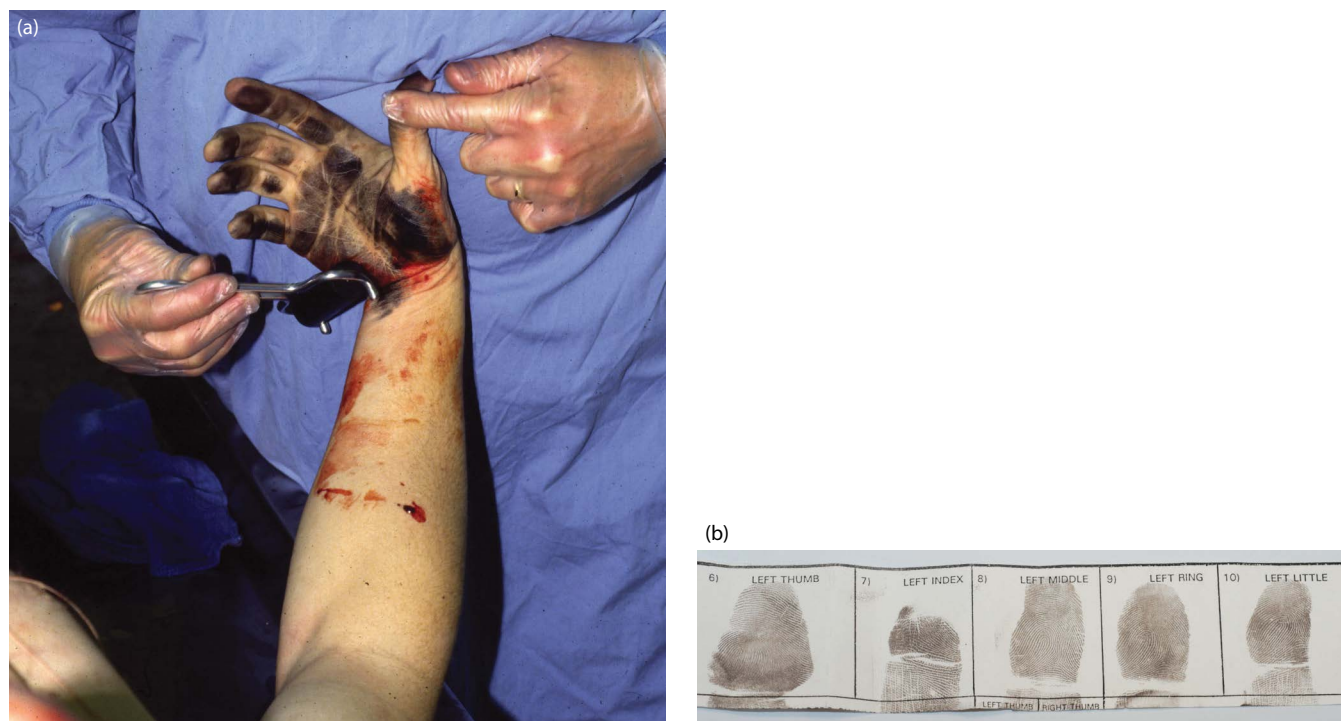 (a)
(b)
6) LEFT THUMB 7) LEFT INDEX 8) LEFT MIDDLE 9) LEFT RING 10) LEFT LITTLE
LEFT THUMB RIGHT THUMB